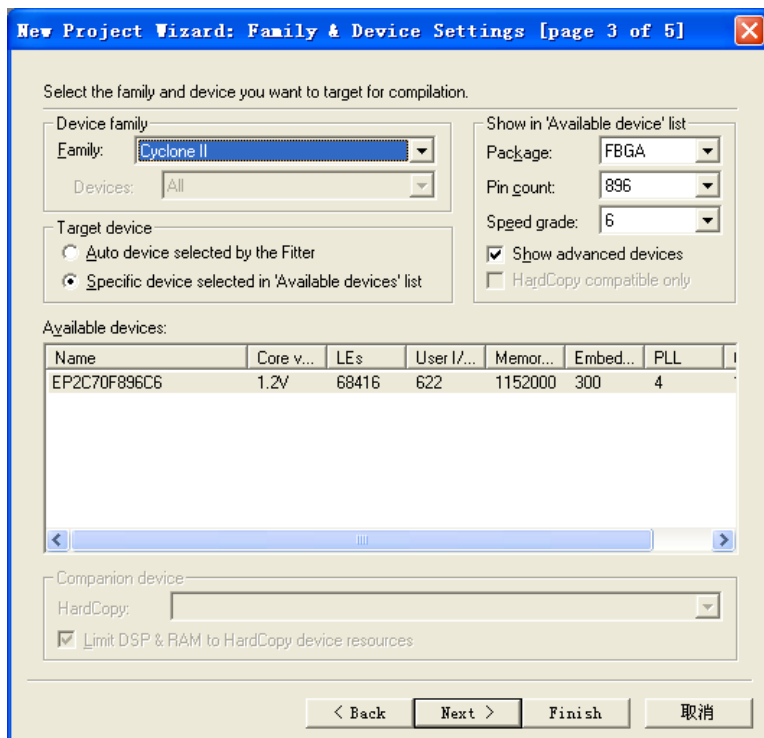 New Project Wizard: Family & Device Settings [page 3 of 5]
Select the family and device you want to target for compilation.
Device family
Family: Cyclone II
Devices: All
Show in 'Available device' list
Package: FBGA
Pin count: 896
Speed grade: 6
Show advanced devices
HardCopy compatible only
Target device
Auto device selected by the Fitter
Specific device selected in 'Available devices' list
Available devices:
Name Core v... LEs User I/... Memor... Embed... PLL
EP2C70F896C6 1.2V 68416 622 1152000 300 4
Companion device
HardCopy:
Limit DSP & RAM to HardCopy device resources
< Back Next > Finish 取消